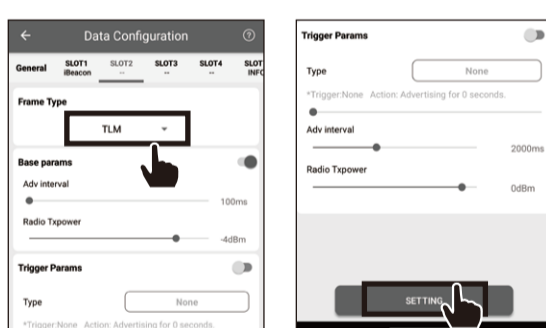 Data Configuration
General SLOT1 SLOT2 SLOT3 SLOT4 SLOT
iBeacon -- -- -- INFO
Frame Type
TLM
Base params
Adv interval
100ms
Radio Txpower
-4dBm
Trigger Params
Type None
*Trigger:None Action: Advertising for 0 seconds.
Trigger Params
Type None
*Trigger:None Action: Advertising for 0 seconds.
Adv interval
2000ms
Radio Txpower
0dBm
SETTING